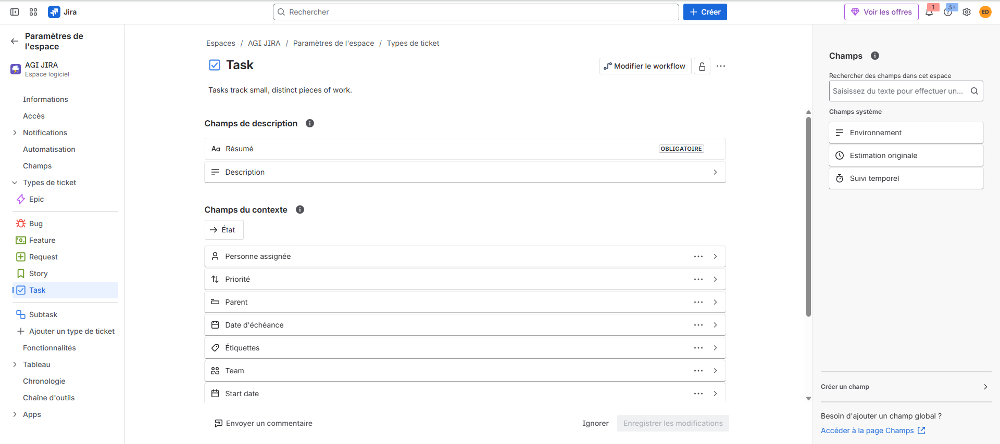 Jira
Rechercher
Créer
Voir les offres
1
3+
ED
Paramètres de l'espace
AGI JIRA
Espace logiciel
Informations
Accès
Notifications
Automatisation
Champs
Types de ticket
Epic
Bug
Feature
Request
Story
Task
Subtask
Ajouter un type de ticket
Fonctionnalités
Tableau
Chronologie
Chaîne d'outils
Apps
Espaces / AGI JIRA / Paramètres de l'espace / Types de ticket
Task
Modifier le workflow
Tasks track small, distinct pieces of work.
Champs de description
Aa Résumé OBLIGATOIRE
Description
Champs du contexte
État
Personne assignée
Priorité
Parent
Date d'échéance
Étiquettes
Team
Start date
Envoyer un commentaire
Ignorer
Enregistrer les modifications
Champs
Rechercher des champs dans cet espace
Saisissez du texte pour effectuer un...
Champs système
Environnement
Estimation originale
Suivi temporel
Créer un champ
Besoin d'ajouter un champ global ?
Accéder à la page Champs